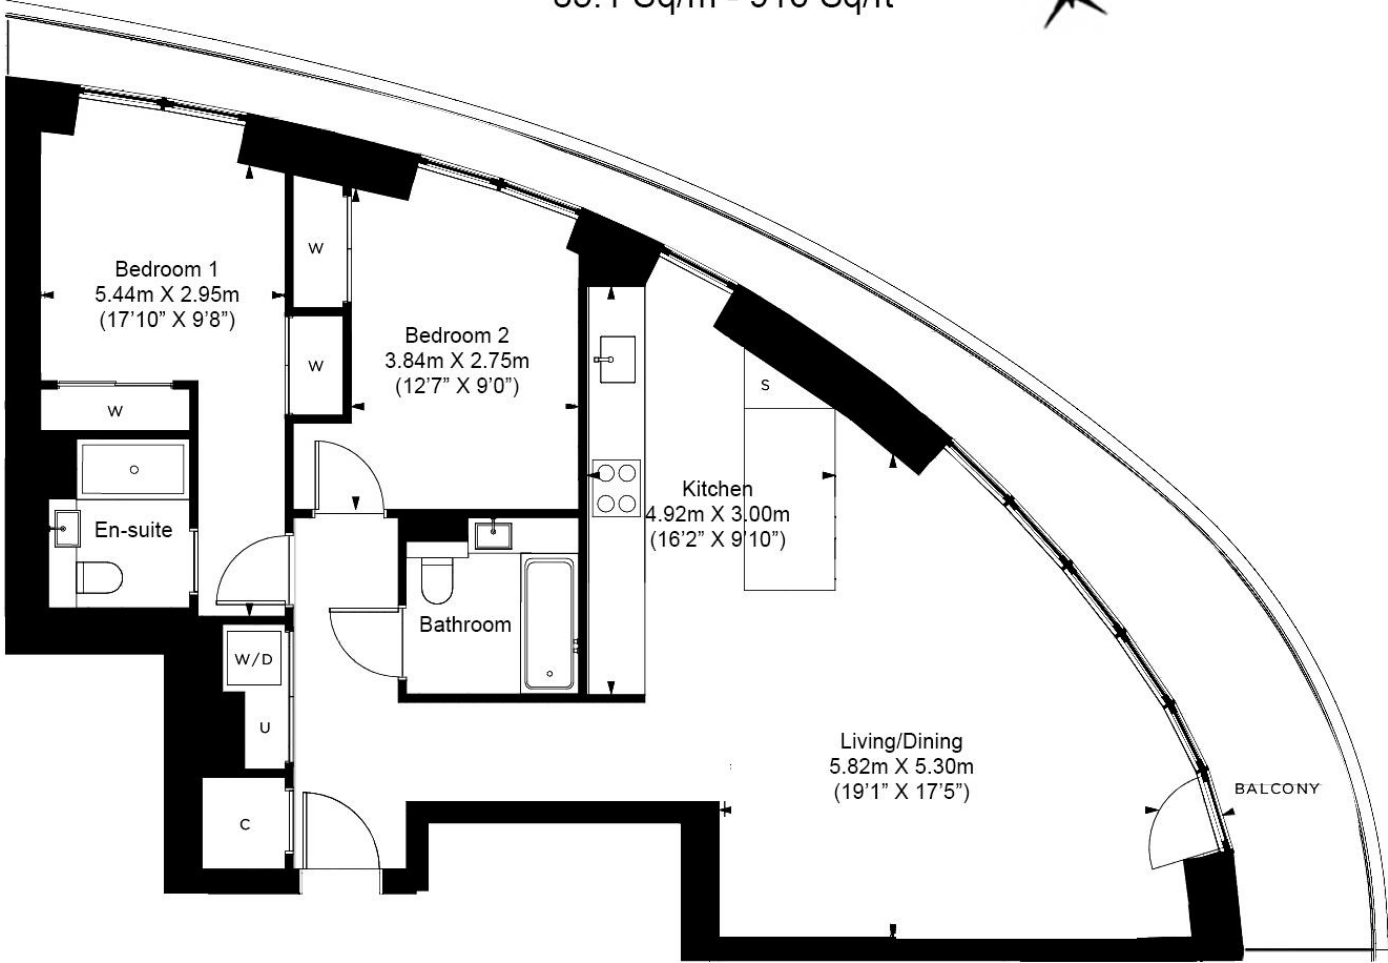 Bedroom 1
5.44m X 2.95m
(17'10” X 9'8”)
W
W
Bedroom 2
3.84m X 2.75m
(12'7” X 9'0”)
W
S
En-suite
Kitchen
4.92m X 3.00m
(16'2” X 9'10”)
Bathroom
W/D
U
Living/Dining
5.82m X 5.30m
(19'1” X 17'5”)
BALCONY
C